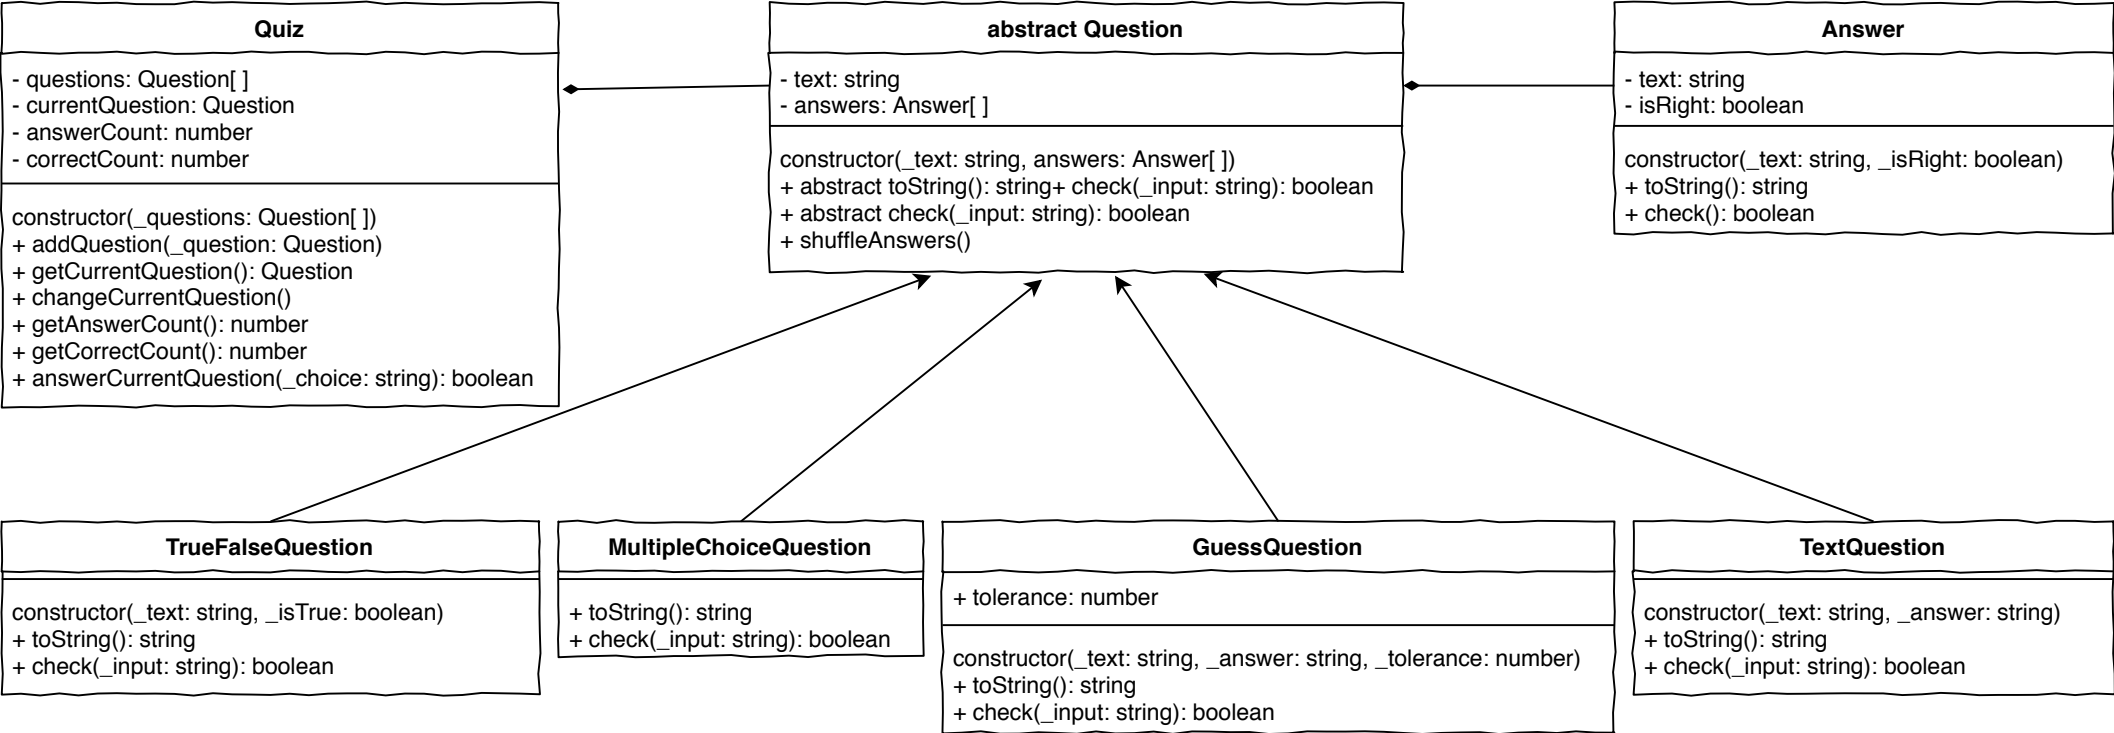 Quiz
- questions: Question[ ]
- currentQuestion: Question
- answerCount: number
- correctCount: number
constructor(_questions: Question[ ])
+ addQuestion(_question: Question)
+ getCurrentQuestion(): Question
+ changeCurrentQuestion()
+ getAnswerCount(): number
+ getCorrectCount(): number
+ answerCurrentQuestion(_choice: string): boolean
abstract Question
- text: string
- answers: Answer[ ]
constructor(_text: string, answers: Answer[ ])
+ abstract toString(): string+ check(_input: string): boolean
+ abstract check(_input: string): boolean
+ shuffleAnswers()
Answer
- text: string
- isRight: boolean
constructor(_text: string, _isRight: boolean)
+ toString(): string
+ check(): boolean
TrueFalseQuestion
constructor(_text: string, _isTrue: boolean)
+ toString(): string
+ check(_input: string): boolean
MultipleChoiceQuestion
+ toString(): string
+ check(_input: string): boolean
GuessQuestion
+ tolerance: number
constructor(_text: string, _answer: string, _tolerance: number)
+ toString(): string
+ check(_input: string): boolean
TextQuestion
constructor(_text: string, _answer: string)
+ toString(): string
+ check(_input: string): boolean